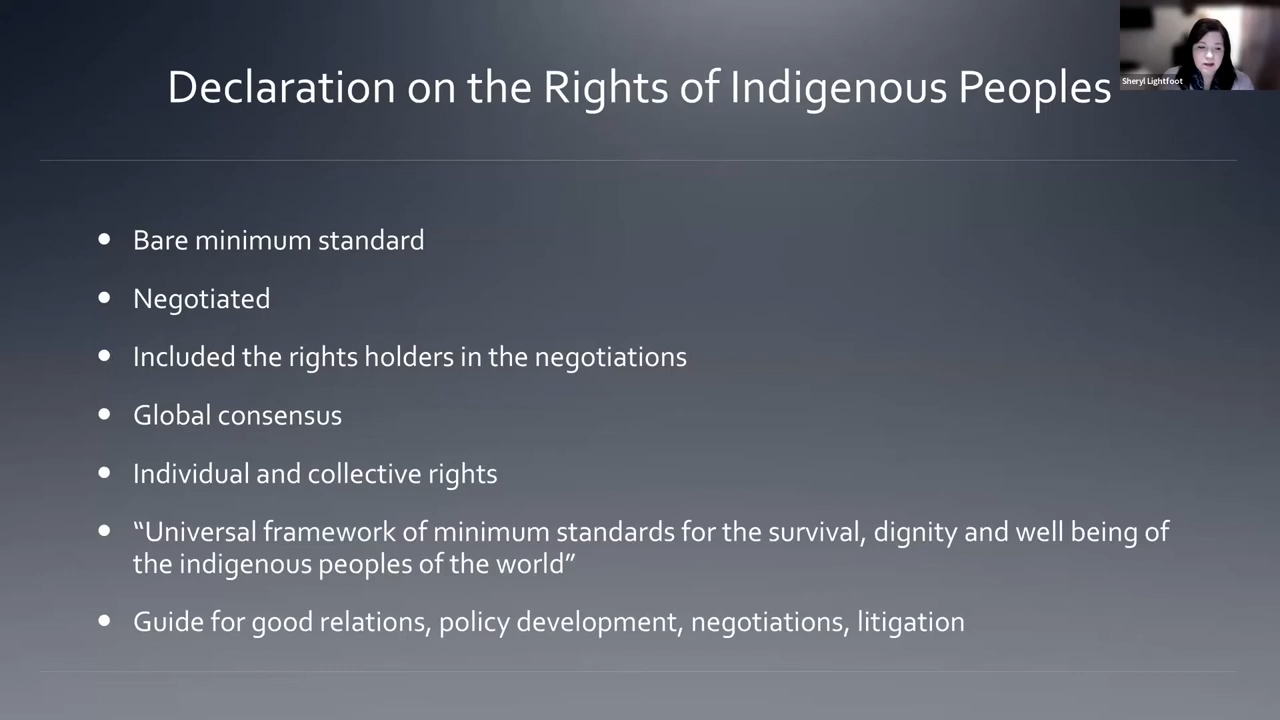 Declaration on the Rights of Indigenous Peoples
Sheryl Lightfoot
• Bare minimum standard
• Negotiated
• Included the rights holders in the negotiations
• Global consensus
• Individual and collective rights
• “Universal framework of minimum standards for the survival, dignity and well being of
the indigenous peoples of the world”
• Guide for good relations, policy development, negotiations, litigation